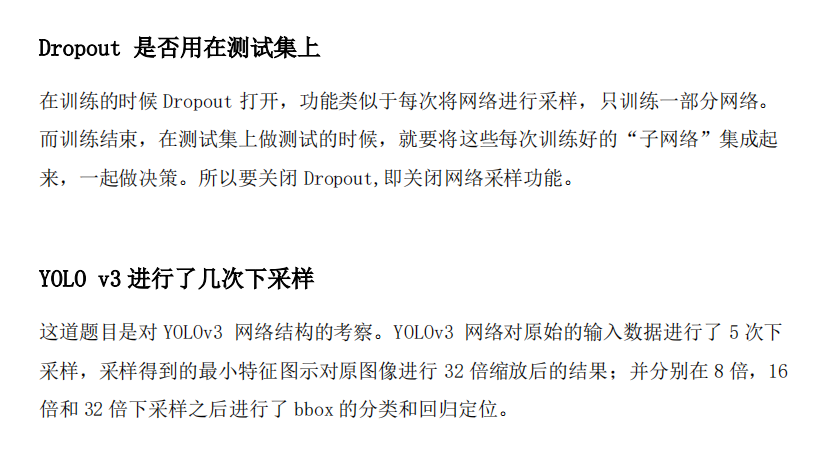 Dropout 是否用在测试集上
在训练的时候 Dropout 打开，功能类似于每次将网络进行采样，只训练一部分网络。
而训练结束，在测试集上做测试的时候，就要将这些每次训练好的“子网络”集成起
来，一起做决策。所以要关闭 Dropout,即关闭网络采样功能。
YOLO v3 进行了几次下采样
这道题目是对 YOLOv3 网络结构的考察。YOLOv3 网络对原始的输入数据进行了 5 次下
采样，采样得到的最小特征图示对原图像进行 32 倍缩放后的结果；并分别在 8 倍，16
倍和 32 倍下采样之后进行了 bbox 的分类和回归定位。